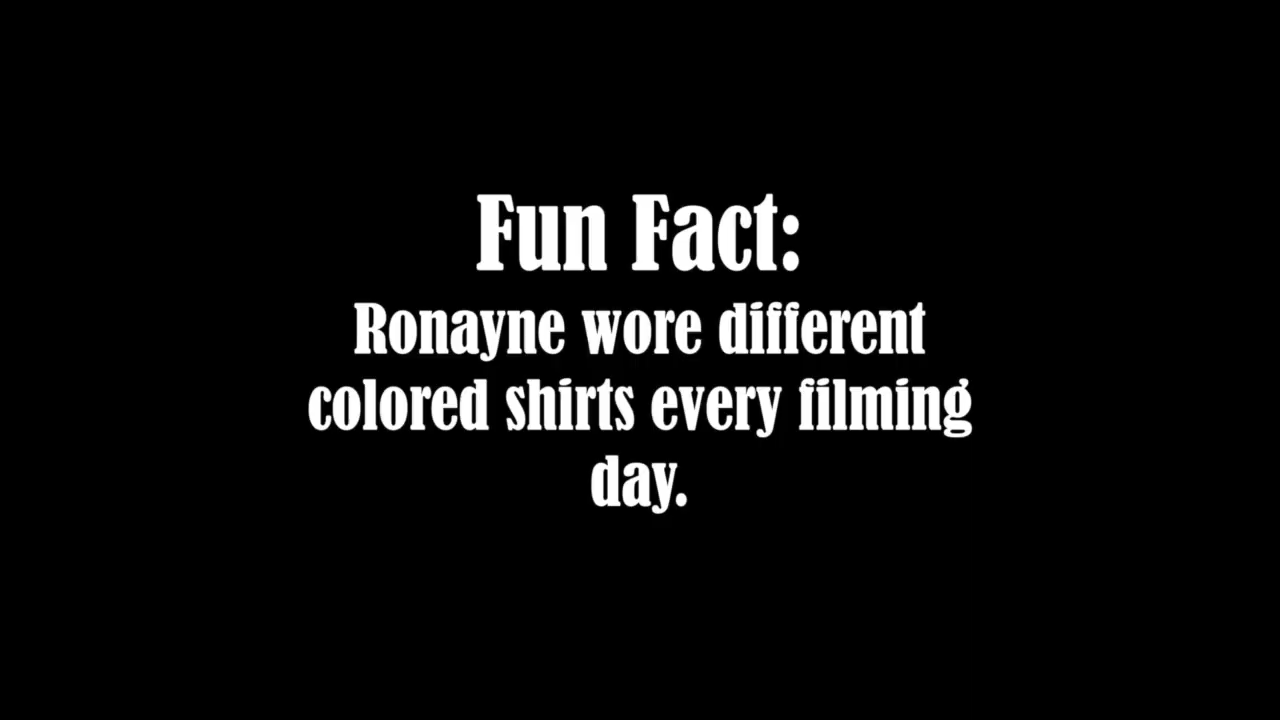 Fun Fact:
Ronayne wore different
colored shirts every filming
day.